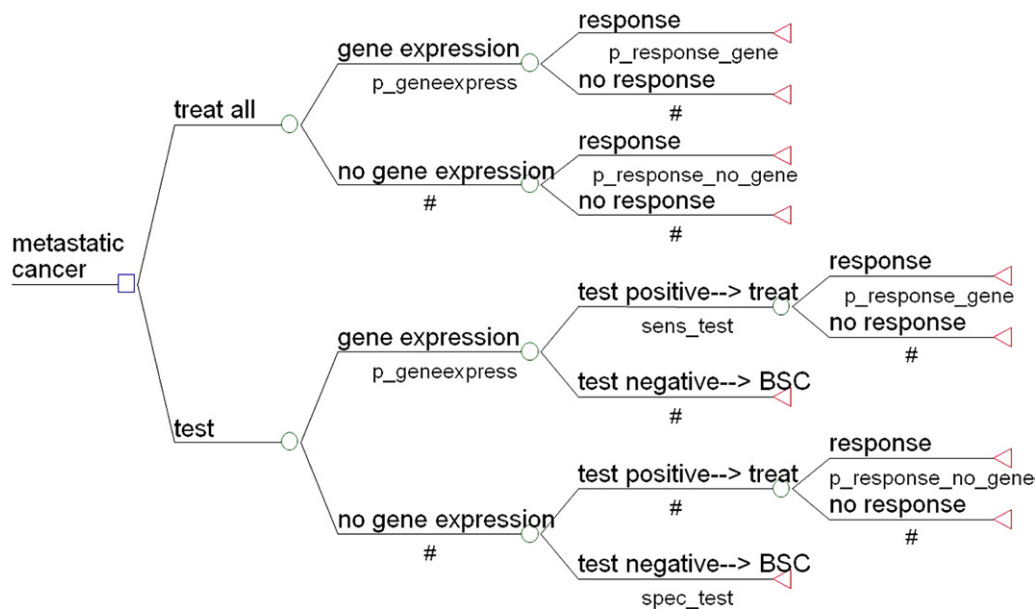 response
gene expression
p_response_gene
p_geneexpress
no response
#
treat all
response
no gene expression
p_response_no_gene
#
no response
#
metastatic
cancer
response
test positive--> treat
p_response_gene
sens_test
no response
gene expression
#
p_geneexpress
test negative--> BSC
#
test
response
test positive--> treat
p_response_no_gene
#
no response
no gene expression
#
#
test negative--> BSC
spec_test